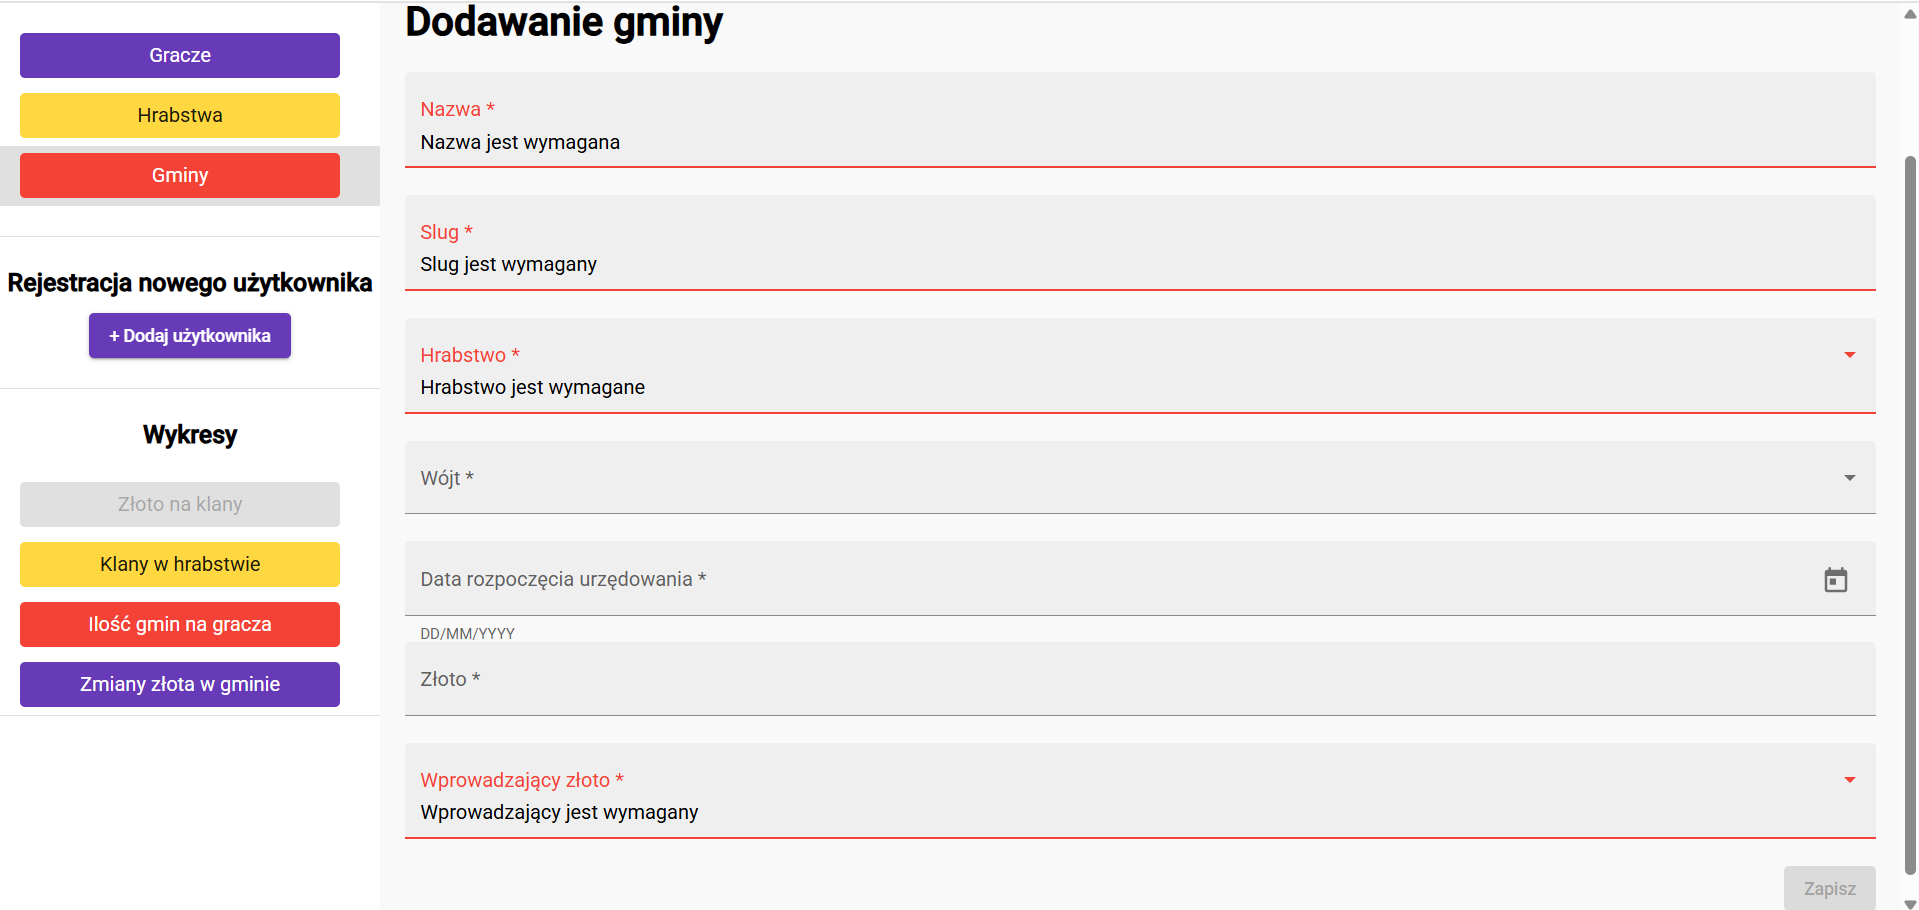 Gracze
Hrabstwa
Gminy
Rejestracja nowego użytkownika
+ Dodaj użytkownika
Wykresy
Złoto na klany
Klany w hrabstwie
Ilość gmin na gracza
Zmiany złota w gminie
Dodawanie gminy
Nazwa *
Nazwa jest wymagana
Slug *
Slug jest wymagany
Hrabstwo *
Hrabstwo jest wymagane
Wójt *
Data rozpoczęcia urzędowania *
DD/MM/YYYY
Złoto *
Wprowadzający złoto *
Wprowadzający jest wymagany
Zapisz